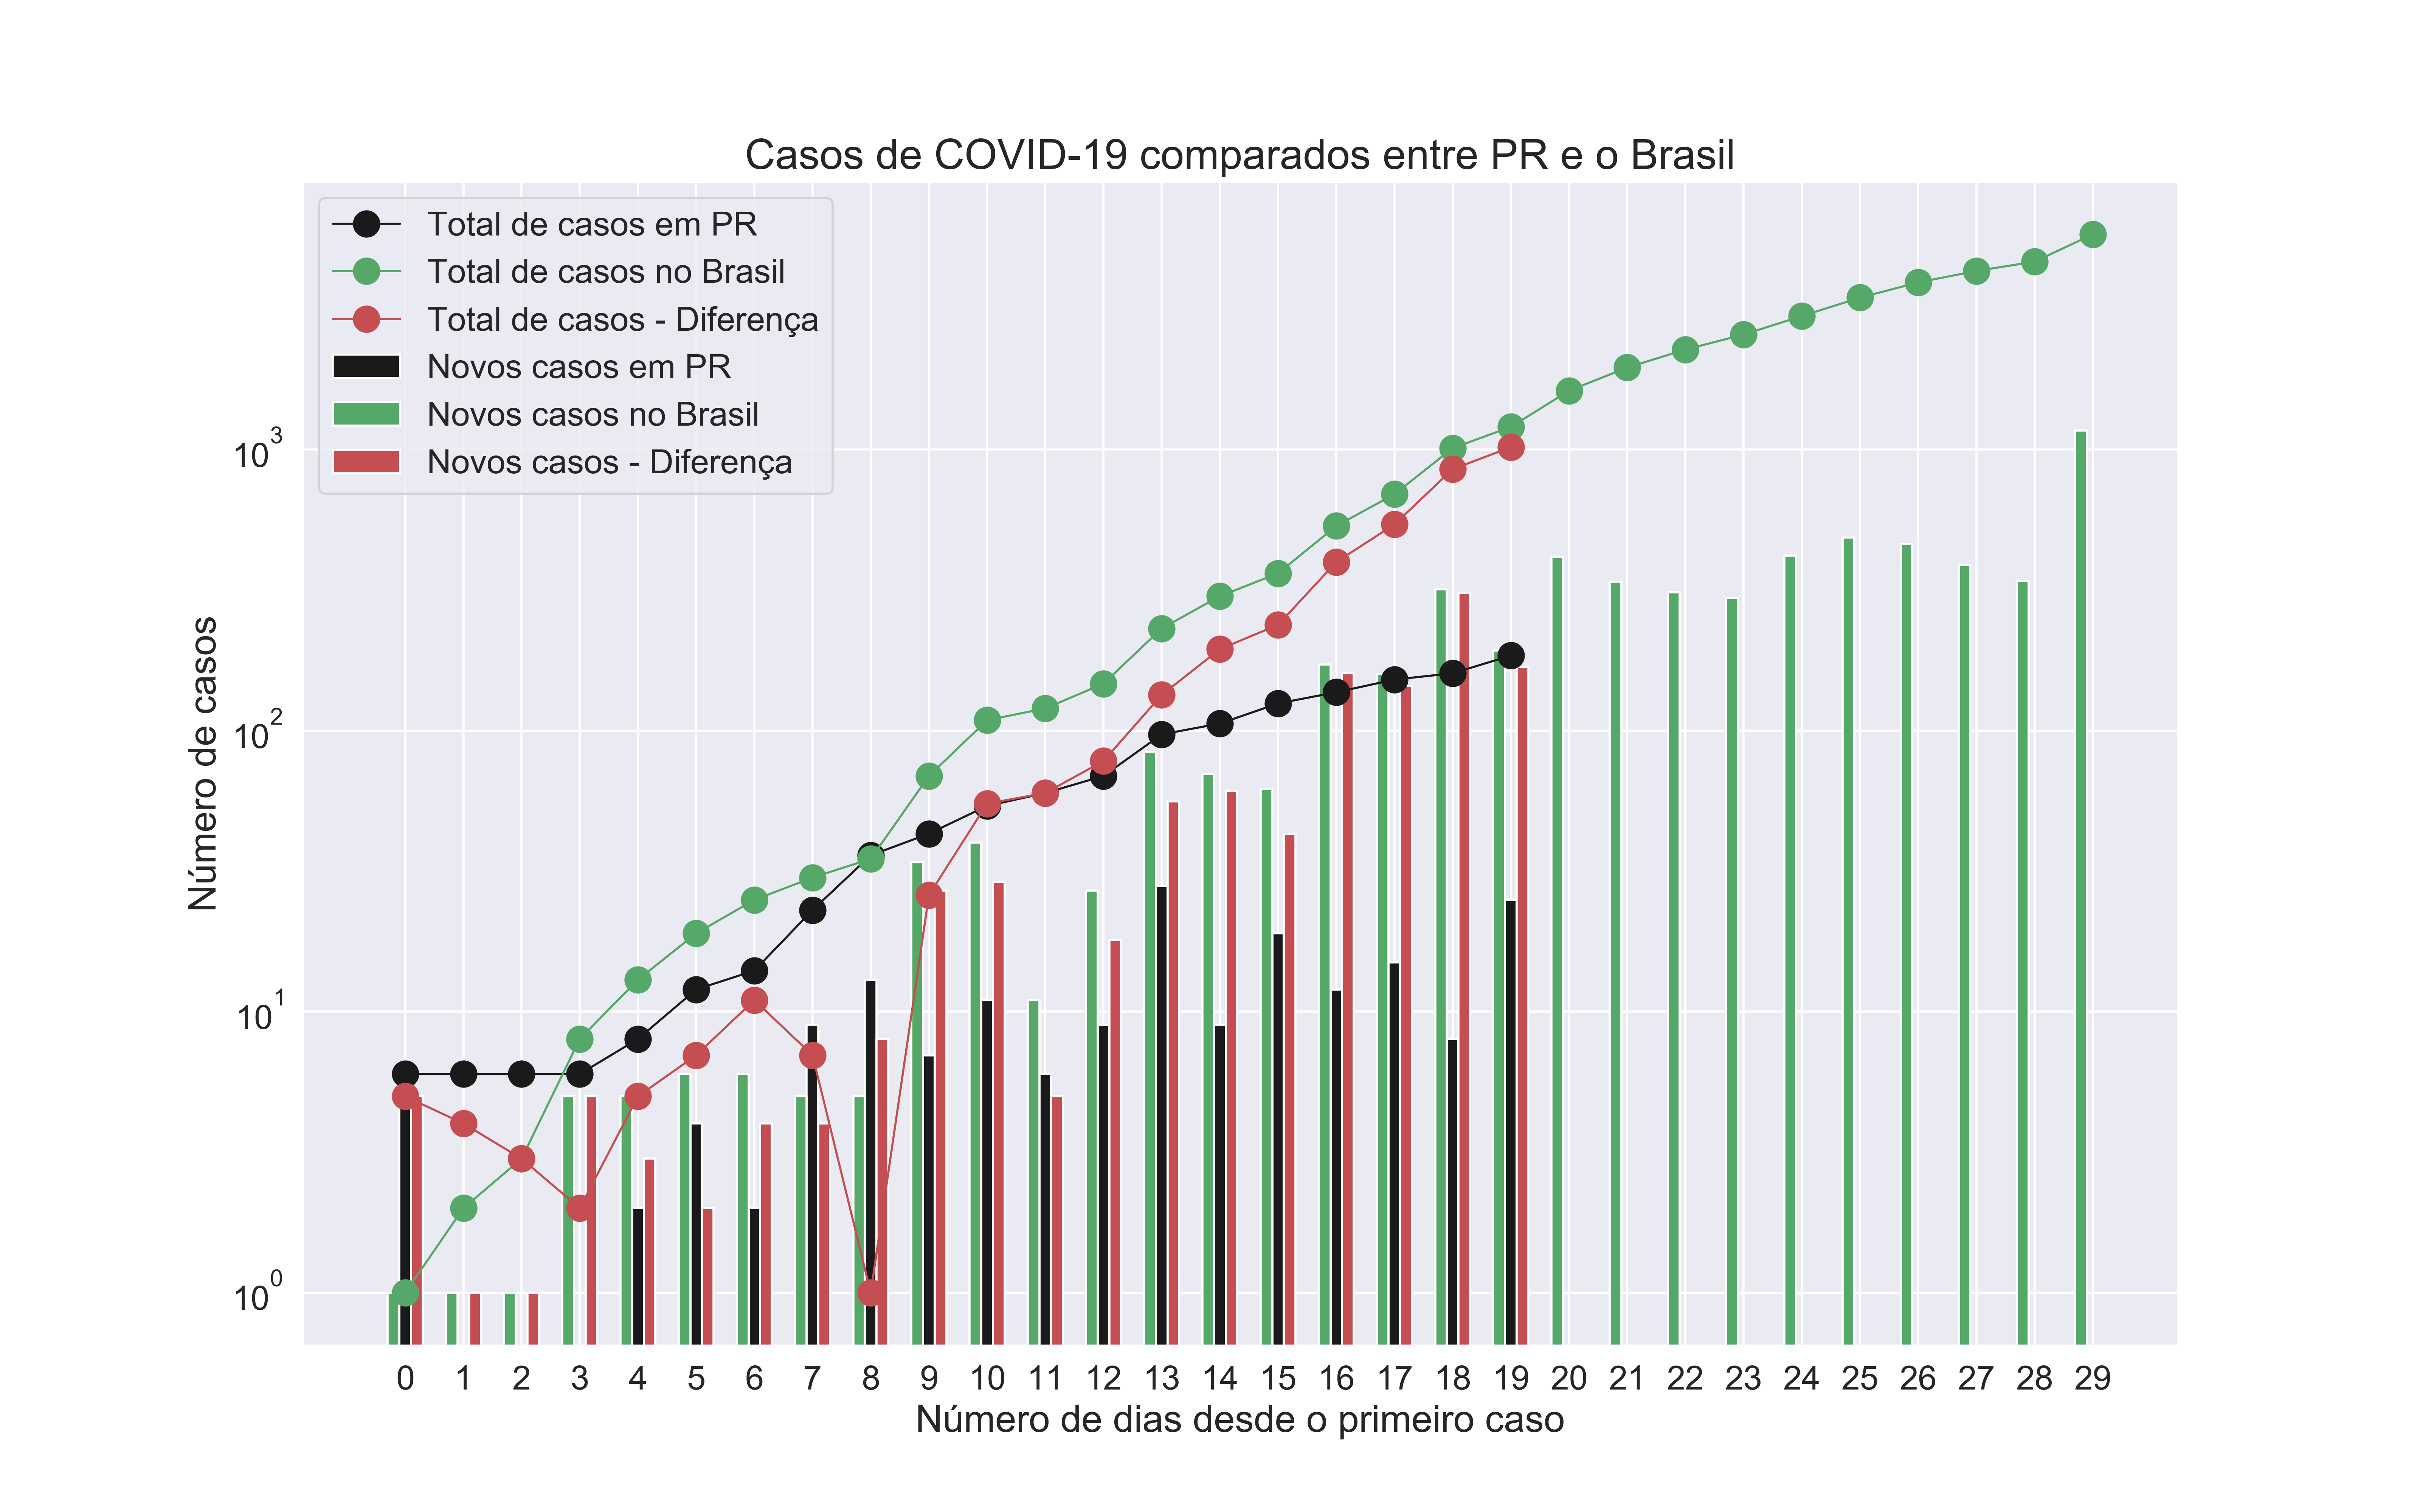 Casos de COVID-19 comparados entre PR e o Brasil
Total de casos em PR
Total de casos no Brasil
Total de casos - Diferença
Novos casos em PR
Novos casos no Brasil
Novos casos - Diferença
Número de casos
10^3
10^2
10^1
10^0
0 1 2 3 4 5 6 7 8 9 10 11 12 13 14 15 16 17 18 19 20 21 22 23 24 25 26 27 28 29
Número de dias desde o primeiro caso